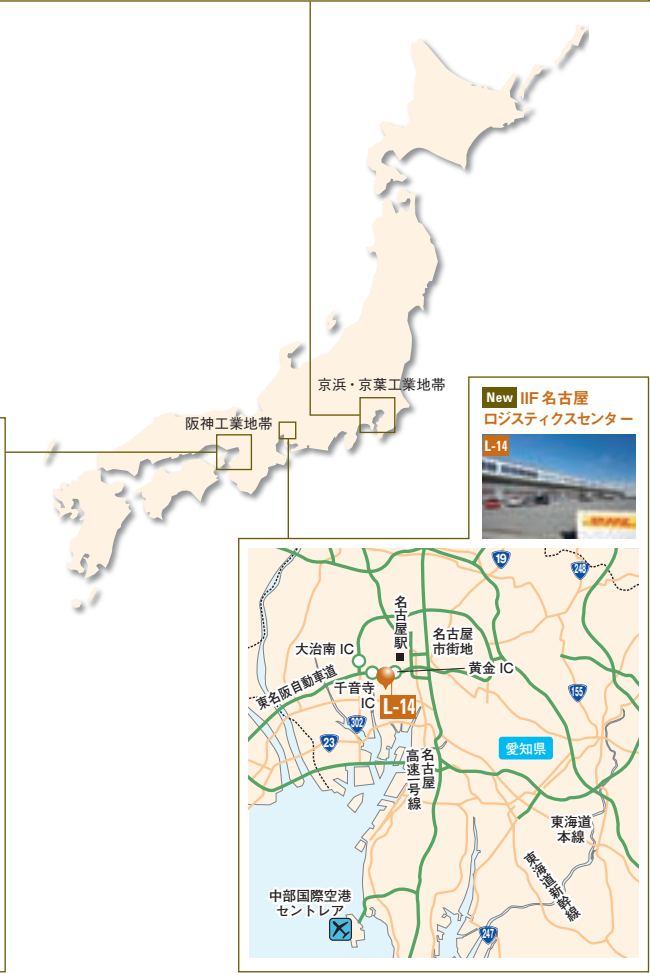 京浜・京葉工業地帯
阪神工業地帯
New IIF 名古屋
ロジスティクスセンター
L-14
19
248
名古屋駅
名古屋
市街地
大治南 IC
黄金 IC
東名阪自動車道
千音寺
IC
L-14
302
155
23
愛知県
名古屋
高速一号線
東海道
本線
東海道新幹線
中部国際空港
セントレア
247